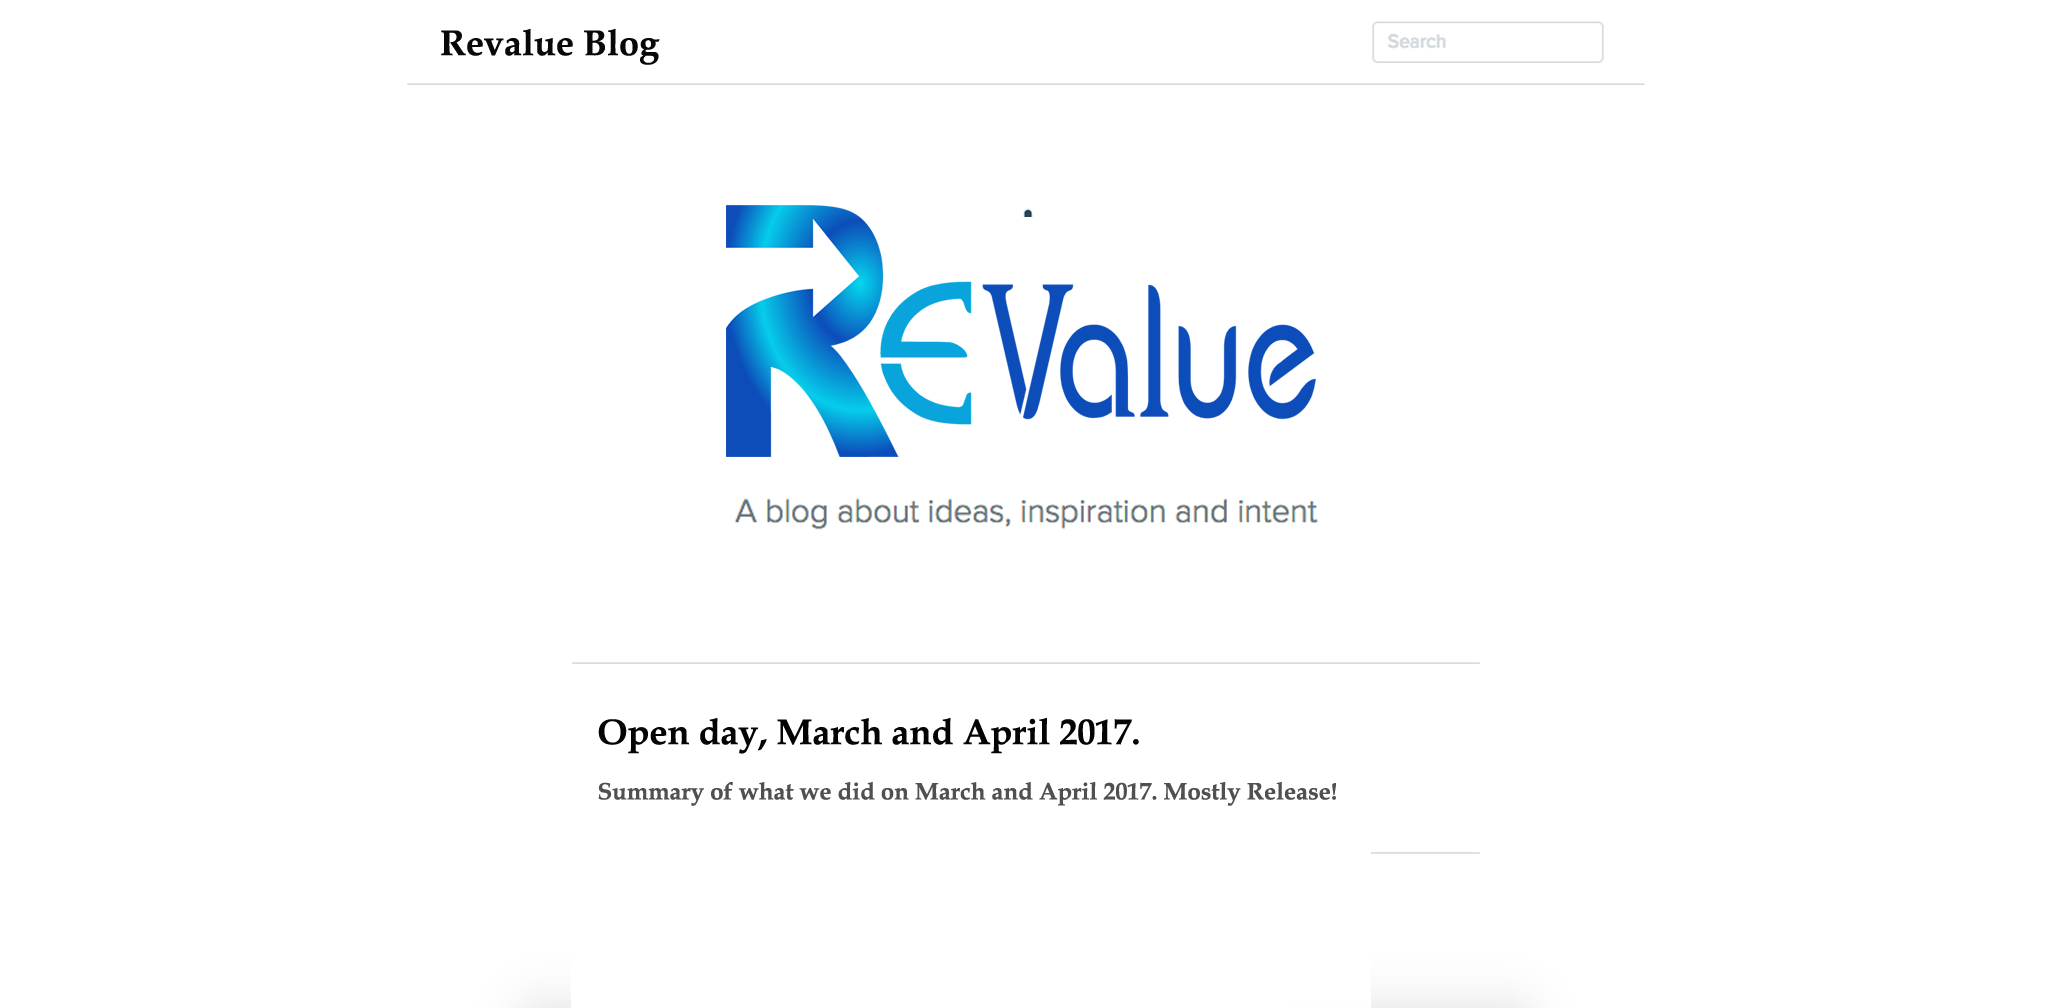 Revalue Blog
Search
ReValue
A blog about ideas, inspiration and intent
Open day, March and April 2017.
Summary of what we did on March and April 2017. Mostly Release!